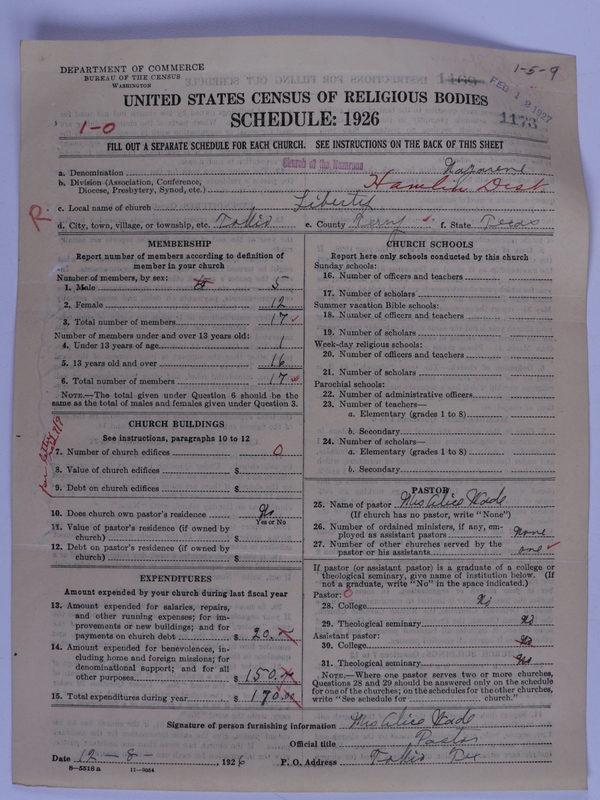 DEPARTMENT OF COMMERCE
BUREAU OF THE CENSUS
WASHINGTON
1-5-9
1169
FEB 12 1927
1173
UNITED STATES CENSUS OF RELIGIOUS BODIES
SCHEDULE: 1926
1-0
FILL OUT A SEPARATE SCHEDULE FOR EACH CHURCH. SEE INSTRUCTIONS ON THE BACK OF THIS SHEET
Church of the Nazarene
a. Denomination Nazarene
b. Division (Association, Conference, Diocese, Presbytery, Synod, etc.) Hamlin Dist.
c. Local name of church Liberty
R
d. City, town, village, or township, etc. Tokio e. County Terry f. State Texas
MEMBERSHIP
Report number of members according to definition of member in your church
Number of members, by sex:
1. Male 5
2. Female 12
3. Total number of members 17
Number of members under and over 13 years old:
4. Under 13 years of age 1
5. 13 years old and over 16
6. Total number of members 17
NOTE.—The total given under Question 6 should be the same as the total of males and females given under Question 3.
CHURCH BUILDINGS
See instructions, paragraphs 10 to 12
7. Number of church edifices 0
8. Value of church edifices $
9. Debt on church edifices $
per letter
10. Does church own pastor's residence No
Yes or No
11. Value of pastor's residence (if owned by church) $
12. Debt on pastor's residence (if owned by church) $
EXPENDITURES
Amount expended by your church during last fiscal year
13. Amount expended for salaries, repairs, and other running expenses; for improvements or new buildings; and for payments on church debt $ 20.
14. Amount expended for benevolences, including home and foreign missions; for denominational support; and for all other purposes $ 150.
15. Total expenditures during year $ 170.
CHURCH SCHOOLS
Report here only schools conducted by this church
Sunday schools:
16. Number of officers and teachers
17. Number of scholars
Summer vacation Bible schools:
18. Number of officers and teachers
19. Number of scholars
Week-day religious schools:
20. Number of officers and teachers
21. Number of scholars
Parochial schools:
22. Number of administrative officers
23. Number of teachers—
a. Elementary (grades 1 to 8)
b. Secondary
24. Number of scholars—
a. Elementary (grades 1 to 8)
b. Secondary
PASTOR
25. Name of pastor Mrs Alice Wade
(If church has no pastor, write "None")
26. Number of ordained ministers, if any, employed as assistant pastors none
27. Number of other churches served by the pastor or his assistants one
If pastor (or assistant pastor) is a graduate of a college or theological seminary, give name of institution below. (If not a graduate, write "No" in the space indicated.)
Pastor: 0
28. College No
29. Theological seminary No
Assistant pastor:
30. College No
31. Theological seminary No
NOTE.—Where one pastor serves two or more churches, Questions 28 and 29 should be answered only on the schedule for one of the churches; on the schedules for the other churches, write "See schedule for church."
Signature of person furnishing information Mrs Alice Wade
Official title Pastor
Date 12 - 8 - , 1926 P. O. Address Tokio Tex
8—5518 a 11—9054